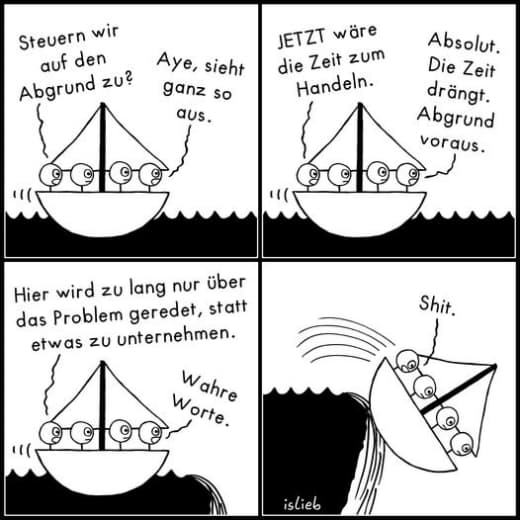 Steuern wir
auf den
Abgrund zu?
Aye, sieht
ganz so
aus.
JETZT wäre
die Zeit zum
Handeln.
Absolut.
Die Zeit
drängt.
Abgrund
voraus.
Hier wird zu lang nur über
das Problem geredet, statt
etwas zu unternehmen.
Wahre
Worte.
Shit.
islieb